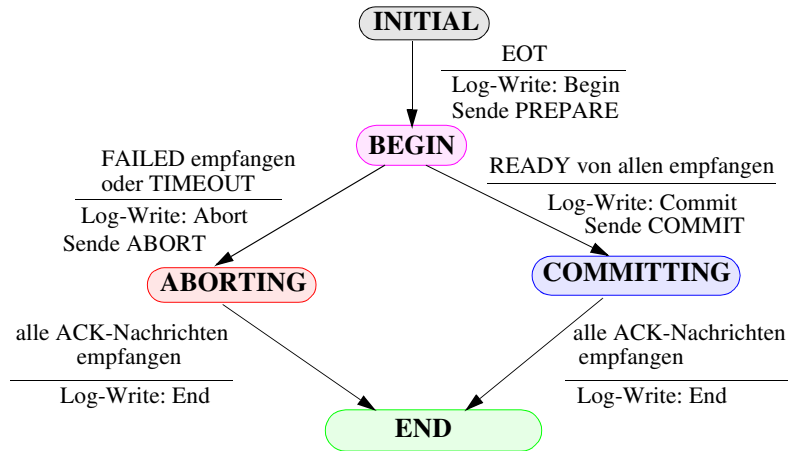 INITIAL
EOT
Log-Write: Begin
Sende PREPARE
BEGIN
FAILED empfangen
oder TIMEOUT
Log-Write: Abort
Sende ABORT
READY von allen empfangen
Log-Write: Commit
Sende COMMIT
ABORTING
COMMITTING
alle ACK-Nachrichten
empfangen
Log-Write: End
alle ACK-Nachrichten
empfangen
Log-Write: End
END